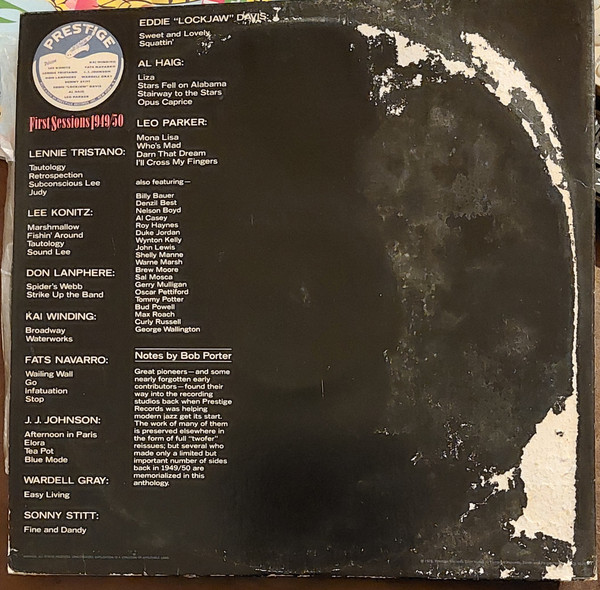 PRESTIGE
First Sessions 1949/50
LENNIE TRISTANO:
Tautology
Retrospection
Subconscious Lee
Judy
LEE KONITZ:
Marshmallow
Fishin' Around
Tautology
Sound Lee
DON LANPHERE:
Spider's Webb
Strike Up the Band
KAI WINDING:
Broadway
Waterworks
FATS NAVARRO:
Wailing Wall
Go
Infatuation
Stop
J. J. JOHNSON:
Afternoon in Paris
Elora
Tea Pot
Blue Mode
WARDELL GRAY:
Easy Living
SONNY STITT:
Fine and Dandy
EDDIE "LOCKJAW" DAVIS:
Sweet and Lovely
Squattin'
AL HAIG:
Liza
Stars Fell on Alabama
Stairway to the Stars
Opus Caprice
LEO PARKER:
Mona Lisa
Who's Mad
Darn That Dream
I'll Cross My Fingers
also featuring—
Billy Bauer
Denzil Best
Nelson Boyd
Al Casey
Roy Haynes
Duke Jordan
Wynton Kelly
John Lewis
Shelly Manne
Warne Marsh
Brew Moore
Sal Mosca
Gerry Mulligan
Oscar Pettiford
Tommy Potter
Bud Powell
Max Roach
Curly Russell
George Wallington
Notes by Bob Porter
Great pioneers—and some
nearly forgotten early
contributors—found their
way into the recording
studios back when Prestige
Records was helping
modern jazz get its start.
The work of many of them
is preserved elsewhere in
the form of full "twofer"
reissues; but several who
made only a limited but
important number of sides
back in 1949/50 are
memorialized in this
anthology.